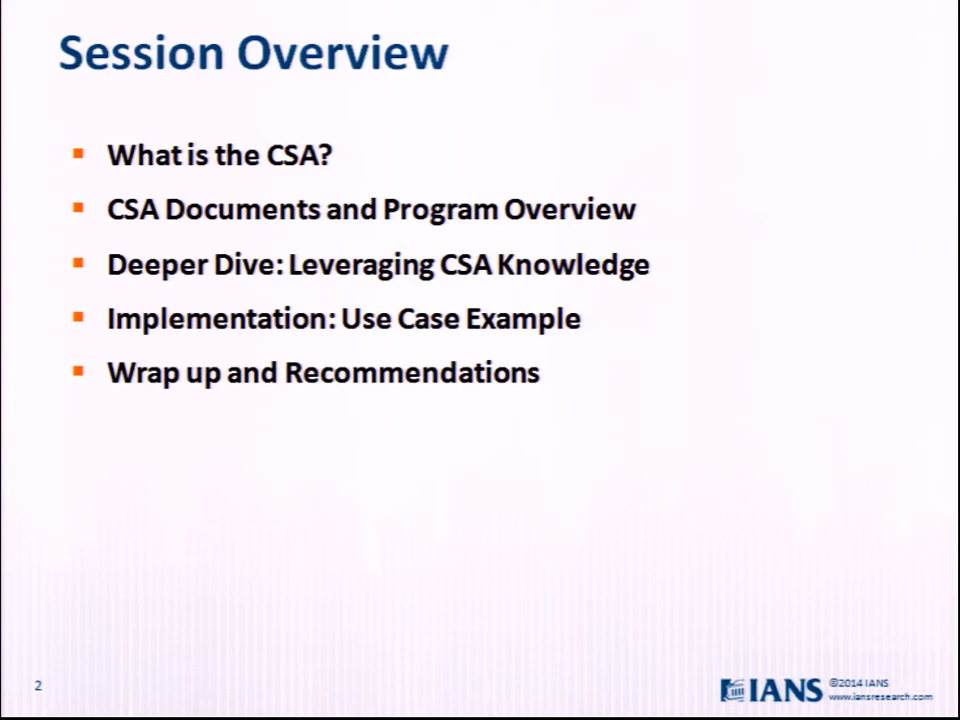 Session Overview
What is the CSA?
CSA Documents and Program Overview
Deeper Dive: Leveraging CSA Knowledge
Implementation: Use Case Example
Wrap up and Recommendations
2
IANS
©2014 IANS
www.iansresearch.com